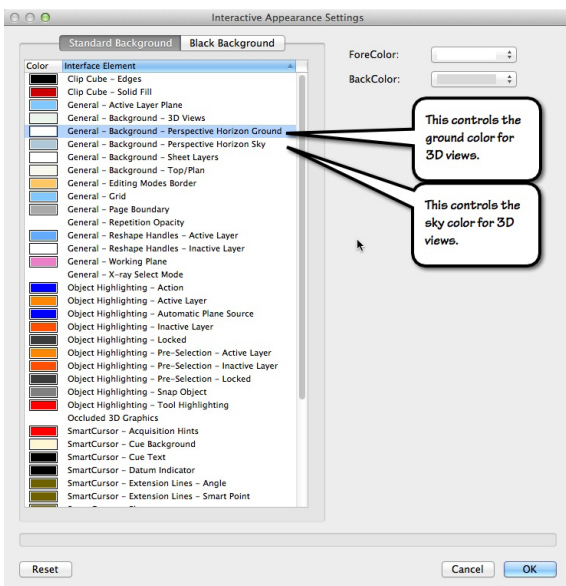 Interactive Appearance Settings
Standard Background Black Background
ForeColor:
BackColor:
Color Interface Element
Clip Cube – Edges
Clip Cube – Solid Fill
General – Active Layer Plane
General – Background – 3D Views
General – Background – Perspective Horizon Ground
General – Background – Perspective Horizon Sky
General – Background – Sheet Layers
General – Background – Top/Plan
General – Editing Modes Border
General – Grid
General – Page Boundary
General – Repetition Opacity
General – Reshape Handles – Active Layer
General – Reshape Handles – Inactive Layer
General – Working Plane
General – X-ray Select Mode
Object Highlighting – Action
Object Highlighting – Active Layer
Object Highlighting – Automatic Plane Source
Object Highlighting – Inactive Layer
Object Highlighting – Locked
Object Highlighting – Pre-Selection – Active Layer
Object Highlighting – Pre-Selection – Inactive Layer
Object Highlighting – Pre-Selection – Locked
Object Highlighting – Snap Object
Object Highlighting – Tool Highlighting
Occluded 3D Graphics
SmartCursor – Acquisition Hints
SmartCursor – Cue Background
SmartCursor – Cue Text
SmartCursor – Datum Indicator
SmartCursor – Extension Lines – Angle
SmartCursor – Extension Lines – Smart Point
This controls the
ground color for
3D views.
This controls the
sky color for 3D
views.
Reset
Cancel
OK